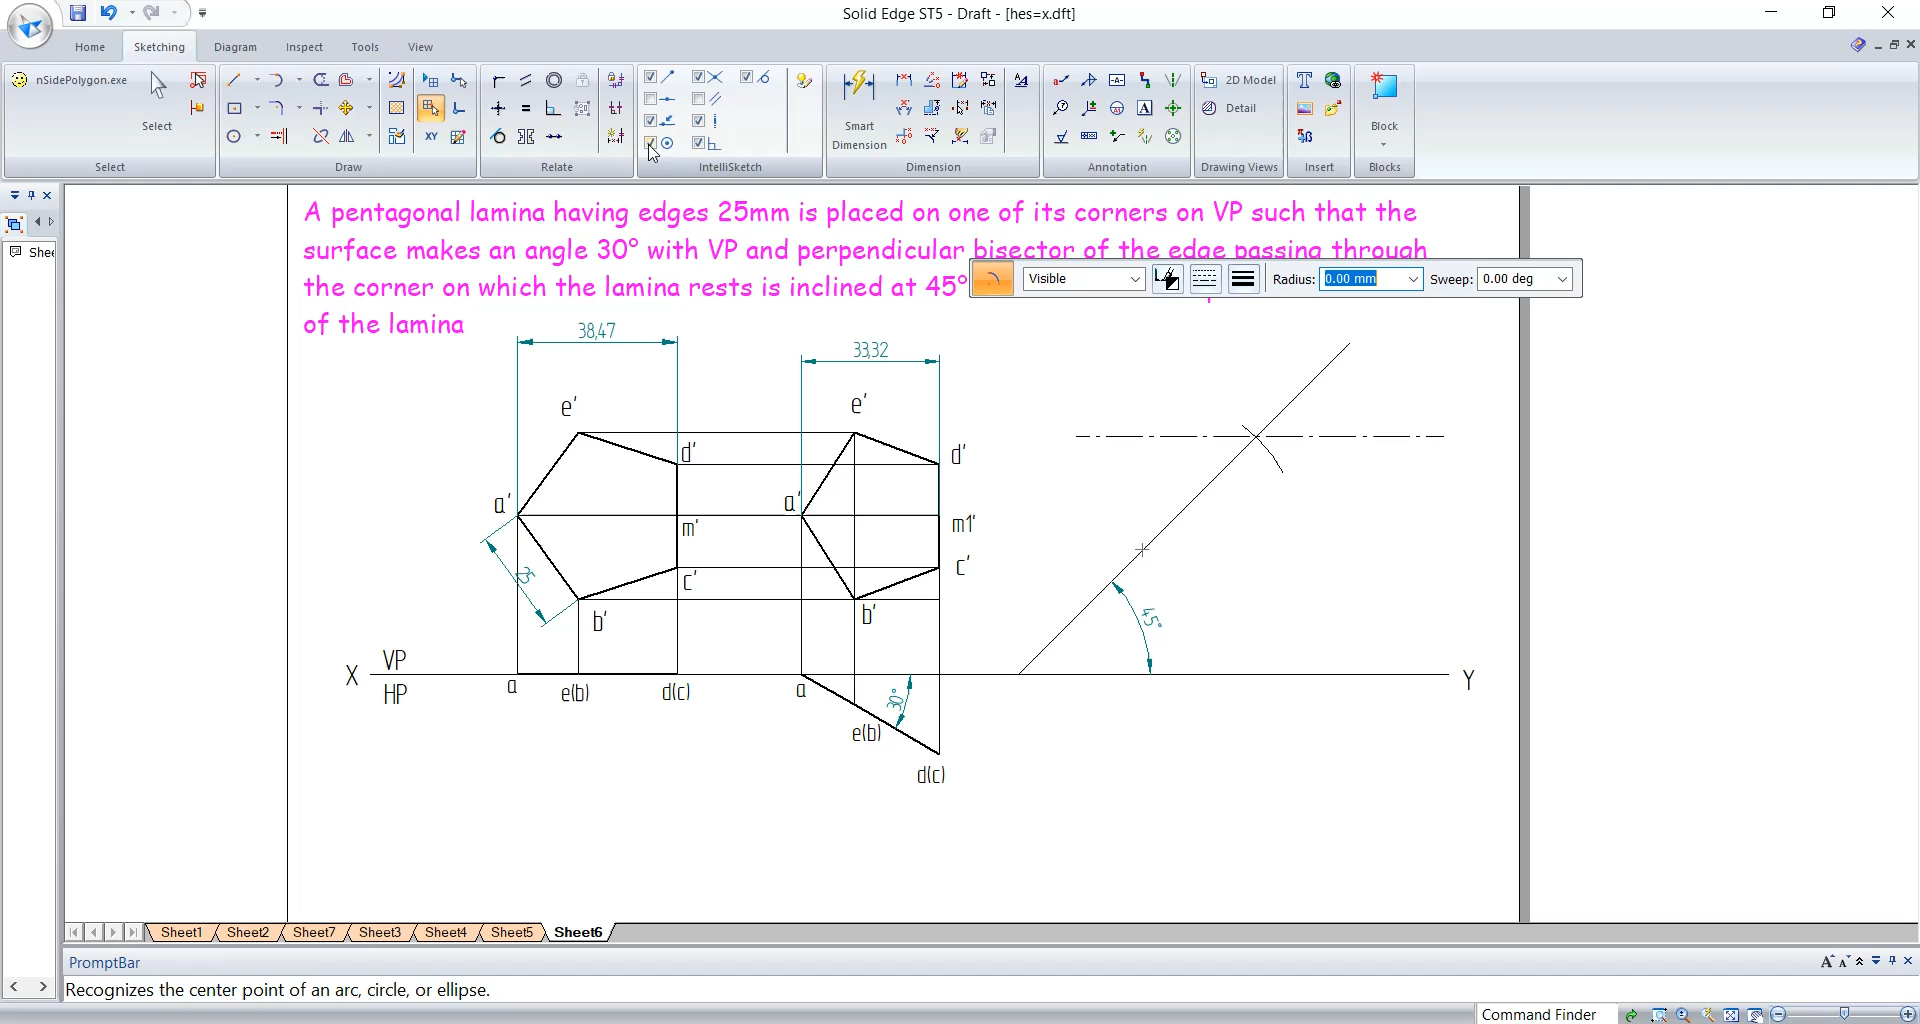 Solid Edge ST5 - Draft - [hes=x.dft]
Home Sketching Diagram Inspect Tools View
nSidePolygon.exe
Select
Select
Draw
Relate
IntelliSketch
Smart
Dimension
Dimension
Annotation
2D Model
Detail
Drawing Views
Insert
Block
Blocks
XY
Shee
A pentagonal lamina having edges 25mm is placed on one of its corners on VP such that the
surface makes an angle 30° with VP and perpendicular bisector of the edge passing through
the corner on which the lamina rests is inclined at 45°
of the lamina
Visible Radius: 0.00 mm Sweep: 0.00 deg
38,47
33,32
e'
e'
d'
d'
a'
a'
m'
m1'
c'
c'
25
b'
b'
45°
X
VP
HP
Y
a
e(b)
d(c)
a
30°
e(b)
d(c)
Sheet1 Sheet2 Sheet7 Sheet3 Sheet4 Sheet5 Sheet6
PromptBar
Recognizes the center point of an arc, circle, or ellipse.
Command Finder